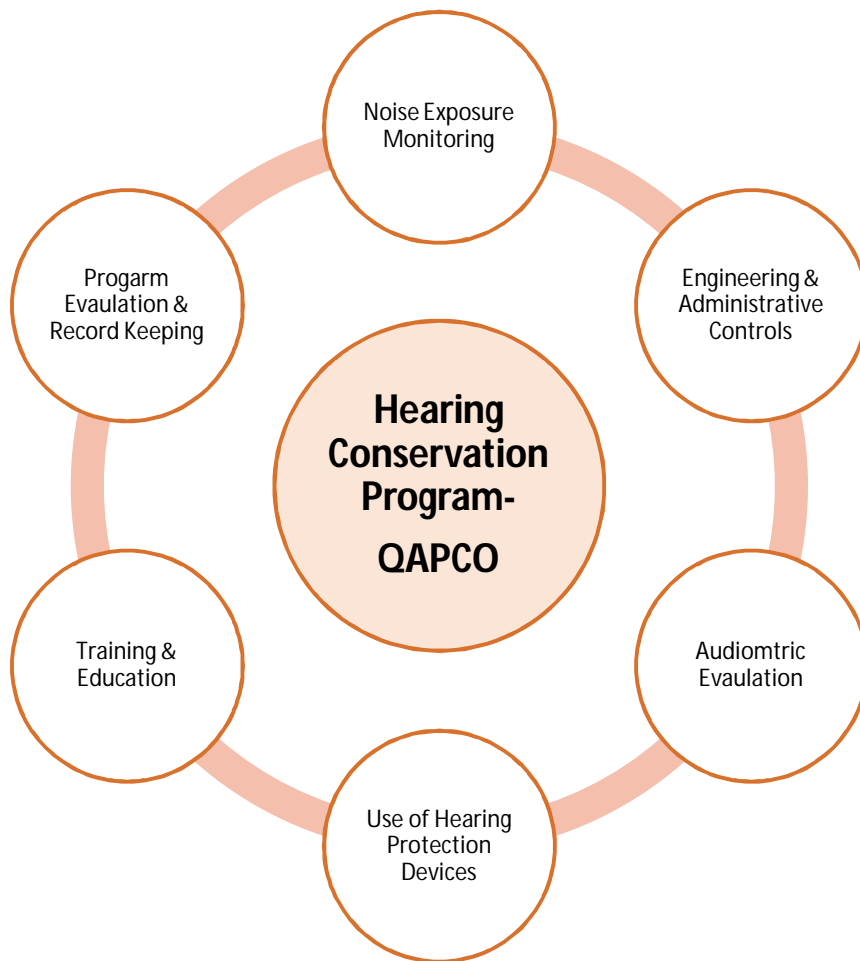 Noise Exposure
Monitoring
Engineering &
Administrative
Controls
Audiomtric
Evaulation
Use of Hearing
Protection
Devices
Training &
Education
Progarm
Evaulation &
Record Keeping
Hearing
Conservation
Program-
QAPCO